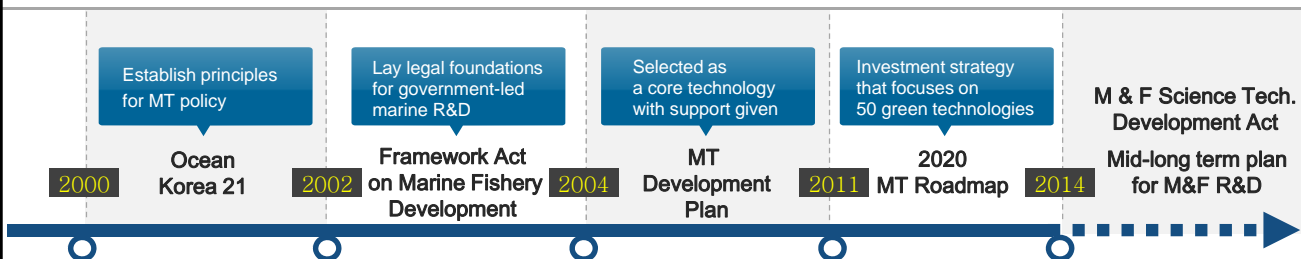 Establish principles
for MT policy
Lay legal foundations
for government-led
marine R&D
Selected as
a core technology
with support given
Investment strategy
that focuses on
50 green technologies
M & F Science Tech.
Development Act
2000
Ocean
Korea 21
2002
Framework Act
on Marine Fishery
Development
2004
MT
Development
Plan
2011
2020
MT Roadmap
2014
Mid-long term plan
for M&F R&D